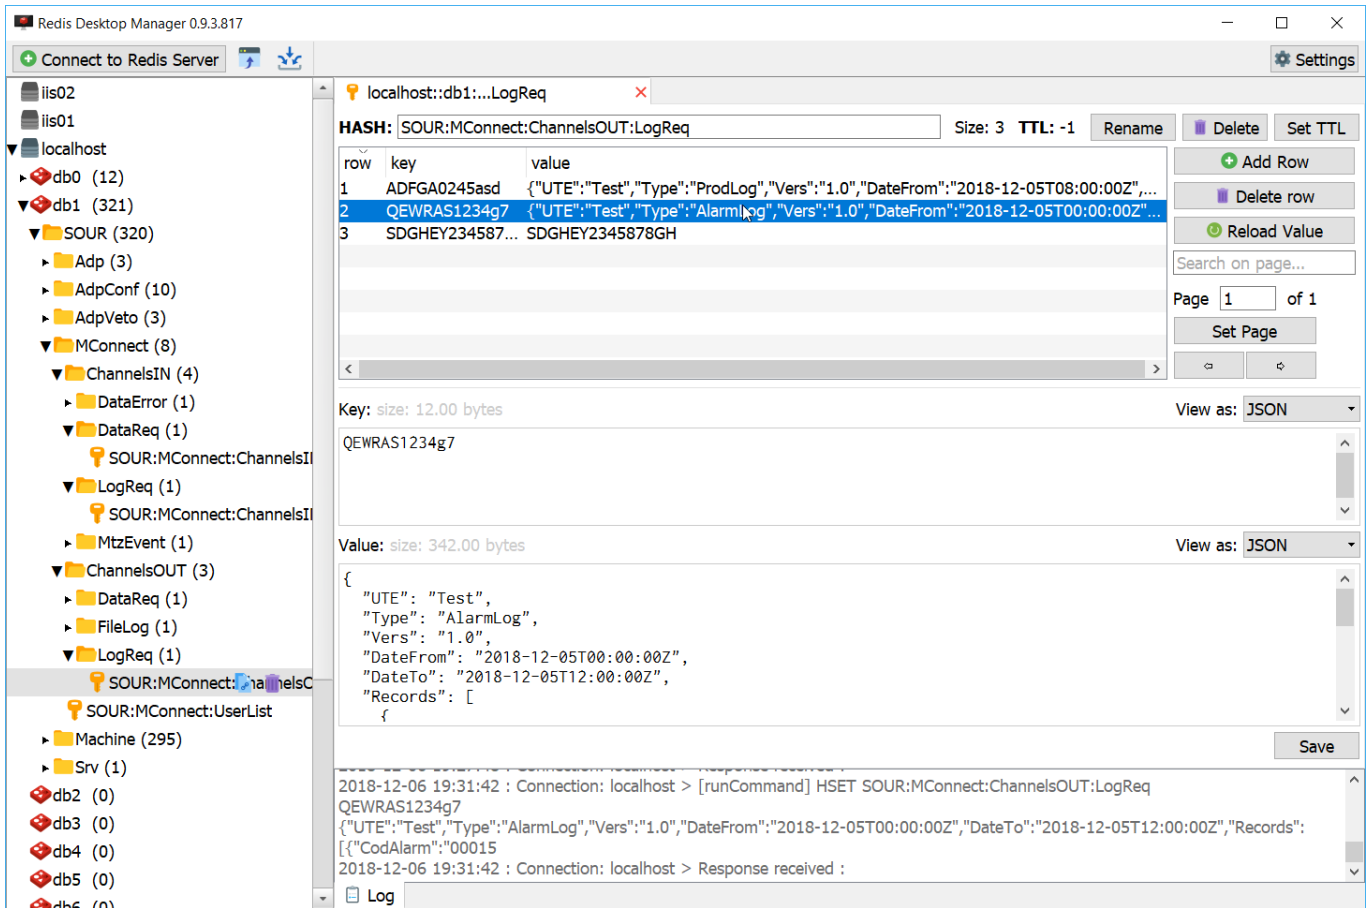 Redis Desktop Manager 0.9.3.817
Connect to Redis Server
Settings
iis02
iis01
localhost
db0 (12)
db1 (321)
SOUR (320)
Adp (3)
AdpConf (10)
AdpVeto (3)
MConnect (8)
ChannelsIN (4)
DataError (1)
DataReq (1)
SOUR:MConnect:ChannelsI
LogReq (1)
SOUR:MConnect:ChannelsI
MtzEvent (1)
ChannelsOUT (3)
DataReq (1)
FileLog (1)
LogReq (1)
SOUR:MConnect: helsO
SOUR:MConnect:UserList
Machine (295)
Srv (1)
db2 (0)
db3 (0)
db4 (0)
db5 (0)
db6 (0)
localhost::db1:...LogReq
HASH: SOUR:MConnect:ChannelsOUT:LogReq Size: 3 TTL: -1 Rename Delete Set TTL
row key value
1 ADFGA0245asd {"UTE":"Test","Type":"ProdLog","Vers":"1.0","DateFrom":"2018-12-05T08:00:00Z",...
2 QEWRAS1234g7 {"UTE":"Test","Type":"AlarmLog","Vers":"1.0","DateFrom":"2018-12-05T00:00:00Z"...
3 SDGHEY234587... SDGHEY2345878GH
Add Row
Delete row
Reload Value
Search on page...
Page 1 of 1
Set Page
Key: size: 12.00 bytes View as: JSON
QEWRAS1234g7
Value: size: 342.00 bytes View as: JSON
{
"UTE": "Test",
"Type": "AlarmLog",
"Vers": "1.0",
"DateFrom": "2018-12-05T00:00:00Z",
"DateTo": "2018-12-05T12:00:00Z",
"Records": [
{
Save
2018-12-06 19:31:42 : Connection: localhost > [runCommand] HSET SOUR:MConnect:ChannelsOUT:LogReq
QEWRAS1234g7
{"UTE":"Test","Type":"AlarmLog","Vers":"1.0","DateFrom":"2018-12-05T00:00:00Z","DateTo":"2018-12-05T12:00:00Z","Records":
[{"CodAlarm":"00015
2018-12-06 19:31:42 : Connection: localhost > Response received :
Log